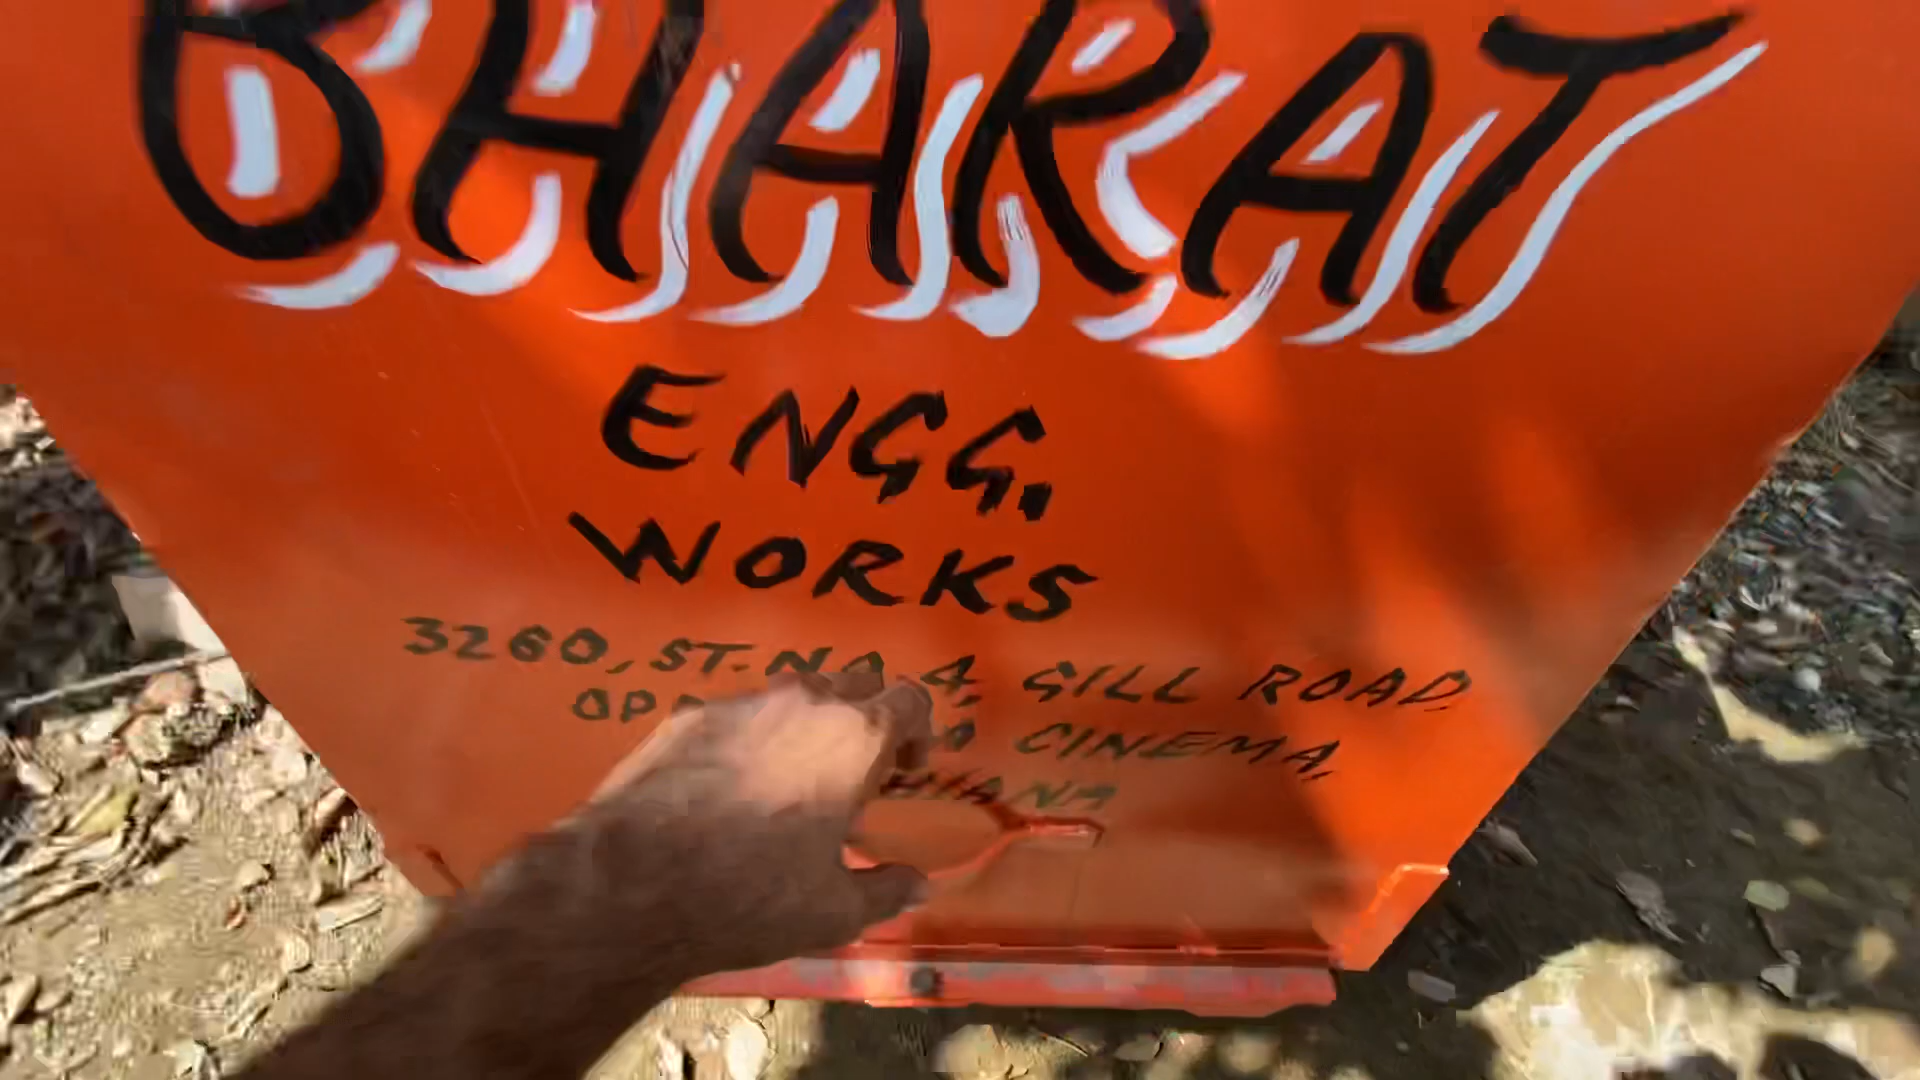 BHARAT
ENGG.
WORKS
3260, ST. NO 4, GILL ROAD,
CINEMA,